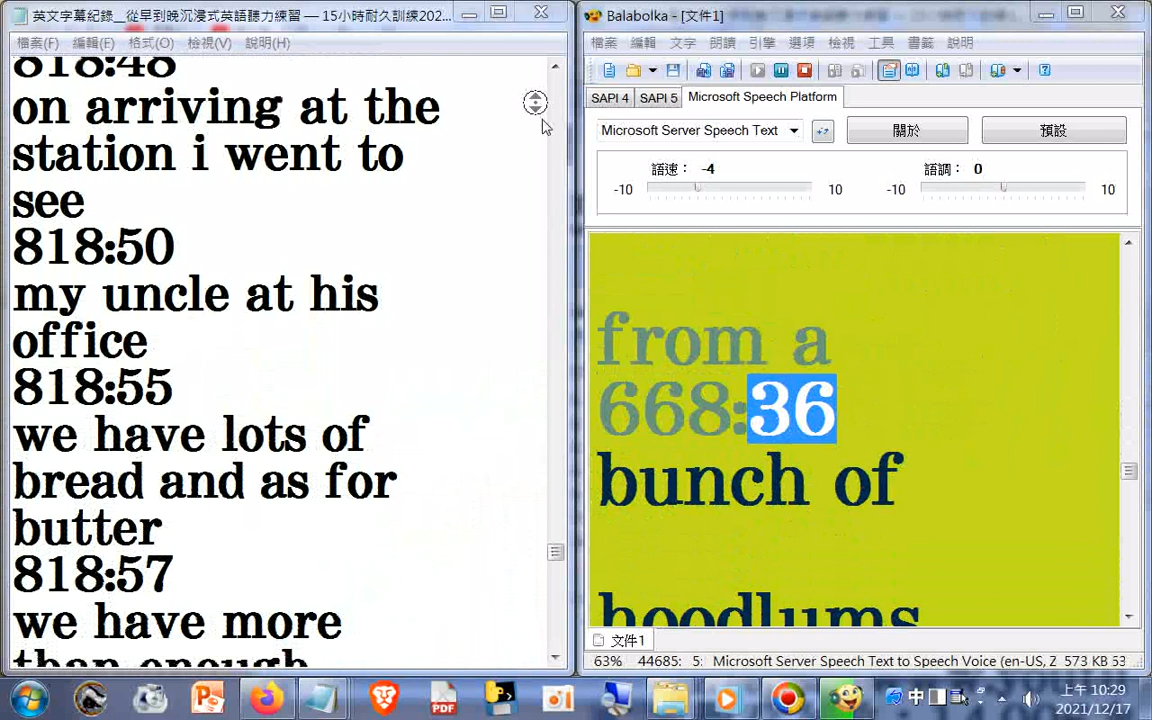 英文字幕紀錄__從早到晚沉浸式英語聽力練習 — 15小時耐久訓練202...
檔案(F) 編輯(E) 格式(O) 檢視(V) 說明(H)
818:48
on arriving at the
station i went to
see
818:50
my uncle at his
office
818:55
we have lots of
bread and as for
butter
818:57
we have more
than enough
Balabolka - [文件1]
檔案 編輯 文字 朗讀 引擎 選項 檢視 工具 書籤 說明
SAPI 4 SAPI 5 Microsoft Speech Platform
Microsoft Server Speech Text 關於 預設
語速： -4 語調： 0
-10 10 -10 10
from a
668:36
bunch of
hoodlums
文件1
63% 44685: 5: Microsoft Server Speech Text to Speech Voice (en-US, Z 573 KB 53
PDF 中 上午 10:29
2021/12/17